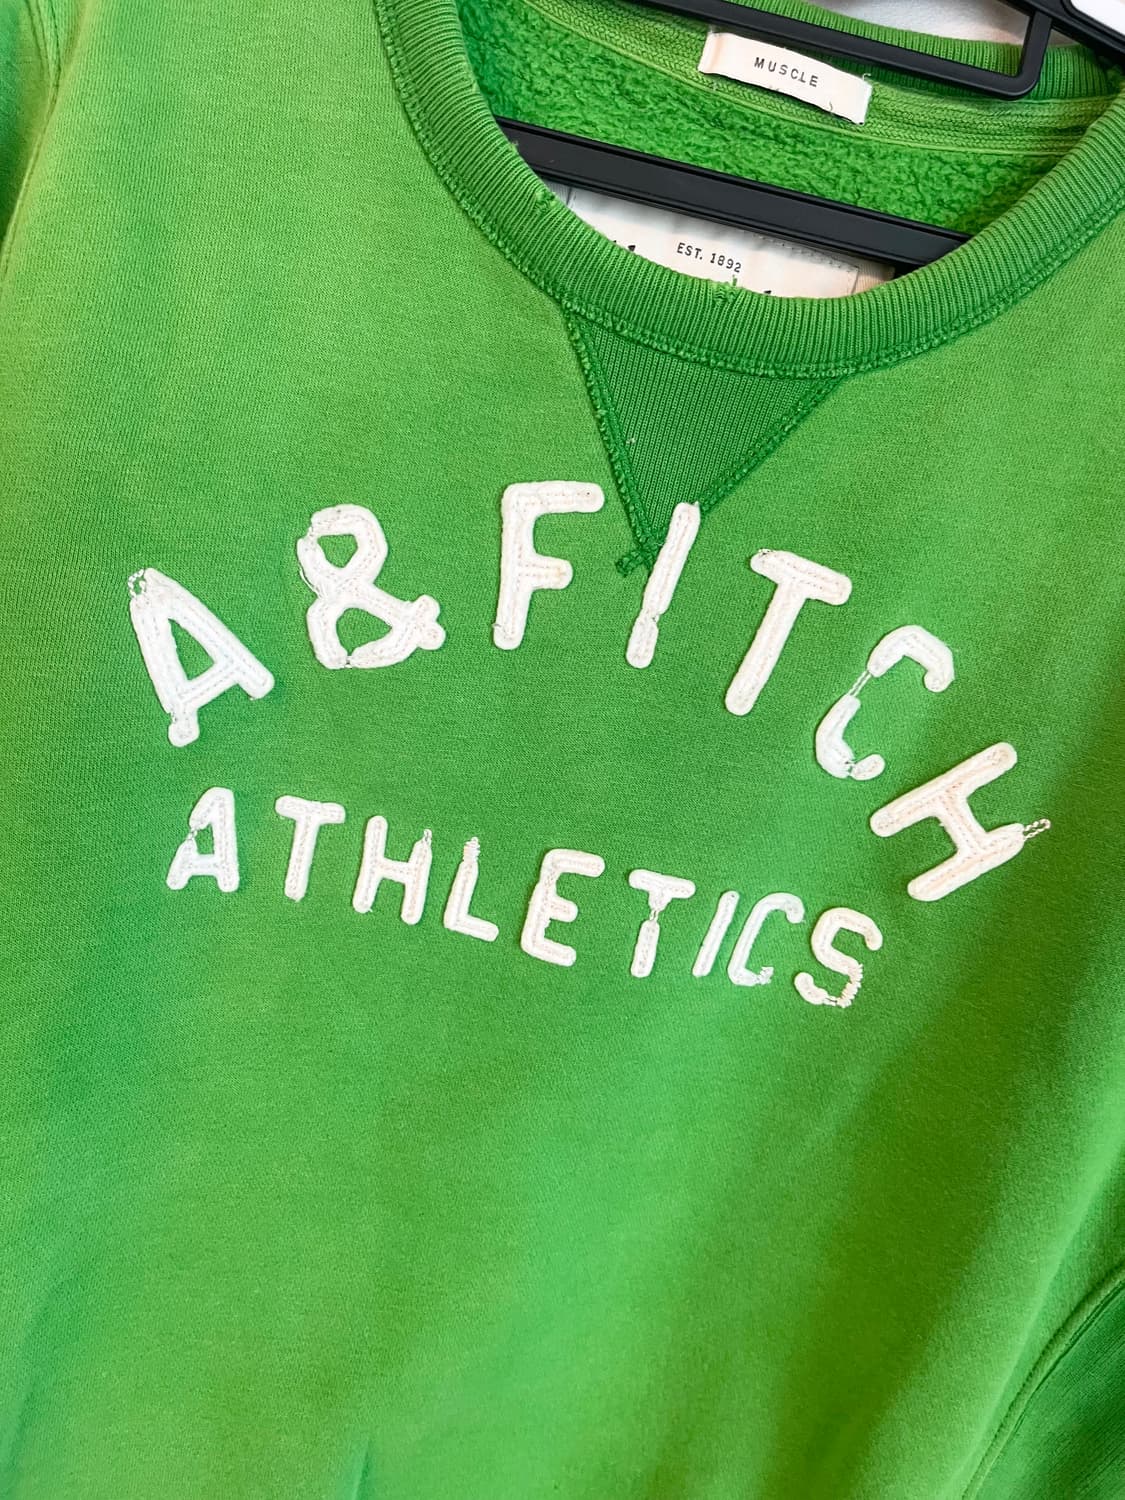 MUSCLE
EST. 1892
A & FITCH
ATHLETICS